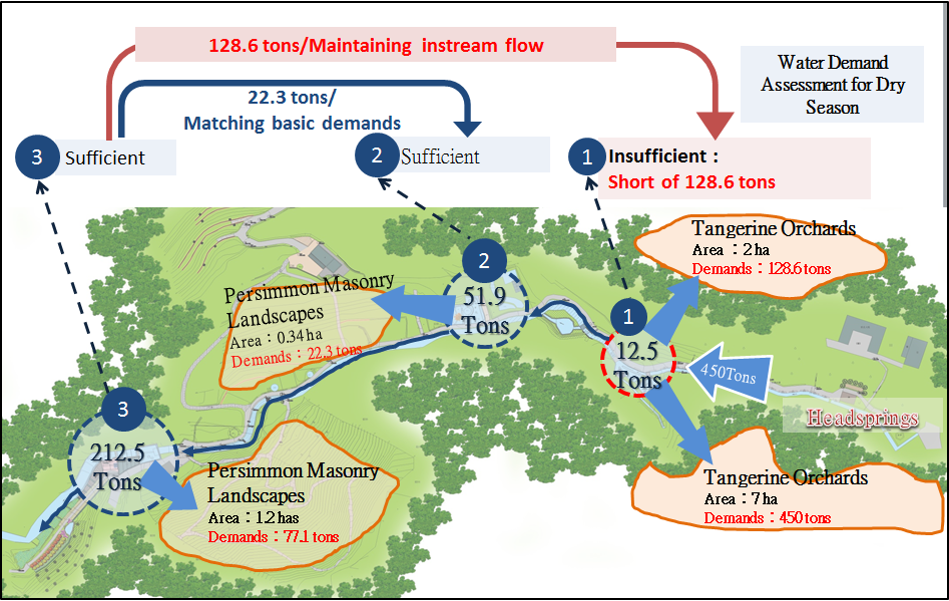 128.6 tons/Maintaining instream flow
Water Demand
Assessment for Dry
Season
22.3 tons/
Matching basic demands
3 Sufficient
2 Sufficient
1 Insufficient：
Short of 128.6 tons
Tangerine Orchards
Area：2 ha
Demands：128.6 tons
2
51.9
Tons
Persimmon Masonry
Landscapes
Area：0.34 ha
Demands：22.3 tons
1
12.5
Tons
450Tons
Headsprings
3
212.5
Tons
Persimmon Masonry
Landscapes
Area：1.2 has
Demands：77.1 tons
Tangerine Orchards
Area：7 ha
Demands：450 tons